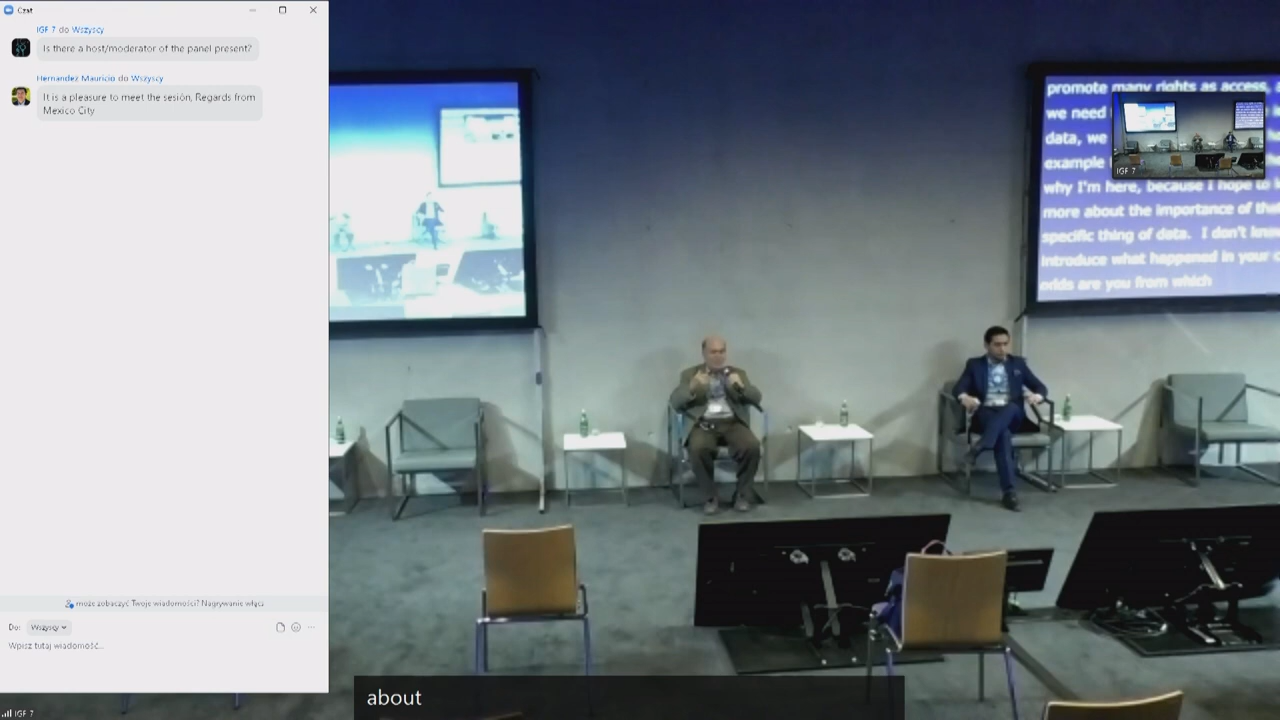 Czat
IGF 7 do Wszyscy
Is there a host/moderator of the panel present?
Hernandez Mauricio do Wszyscy
It is a pleasure to meet the sesión, Regards from
Mexico City
może zobaczyć Twoje wiadomości? Nagrywanie włącz
Do: Wszyscy
Wpisz tutaj wiadomość...
IGF 7
promote many rights as access, a
we need
data, we
example
IGF 7
why I'm here, because I hope to
more about the importance of that
specific thing of data. I don't know
introduce what happened in your c
orids are you from which
about